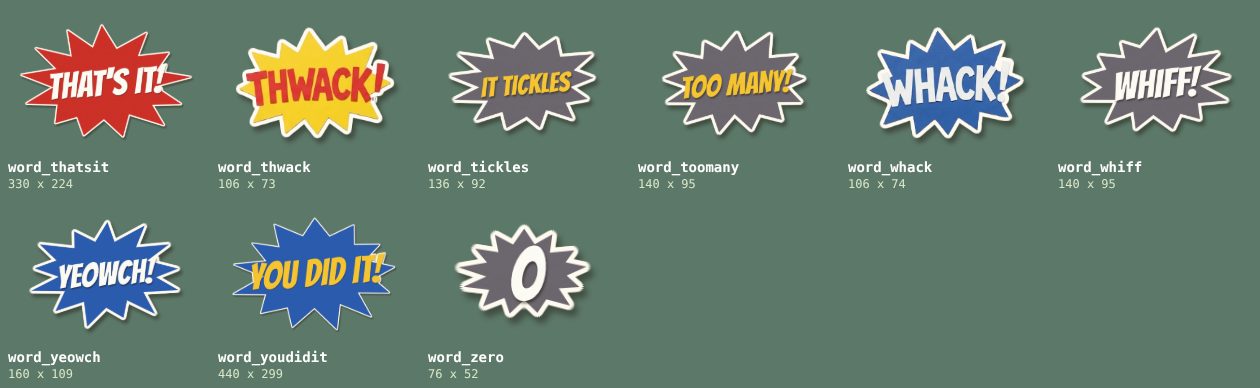 THAT'S IT!
THWACK!
IT TICKLES
TOO MANY!
WHACK!
WHIFF!
word_thatsit
word_thwack
word_tickles
word_toomany
word_whack
word_whiff
330 x 224
106 x 73
136 x 92
140 x 95
106 x 74
140 x 95
YEOWCH!
YOU DID IT!
0
word_yeowch
word_youdidit
word_zero
160 x 109
440 x 299
76 x 52